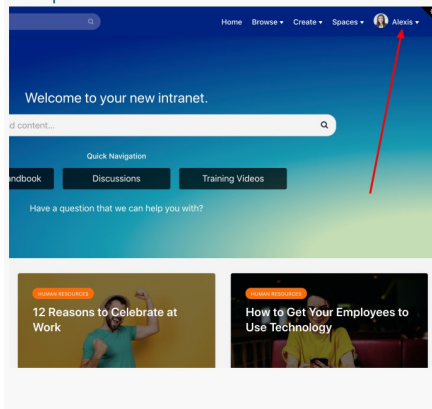 Home Browse ▾ Create ▾ Spaces ▾ Alexis ▾
Welcome to your new intranet.
d content...
Quick Navigation
andbook Discussions Training Videos
Have a question that we can help you with?
HUMAN RESOURCES
12 Reasons to Celebrate at
Work
HUMAN RESOURCES
How to Get Your Employees to
Use Technology